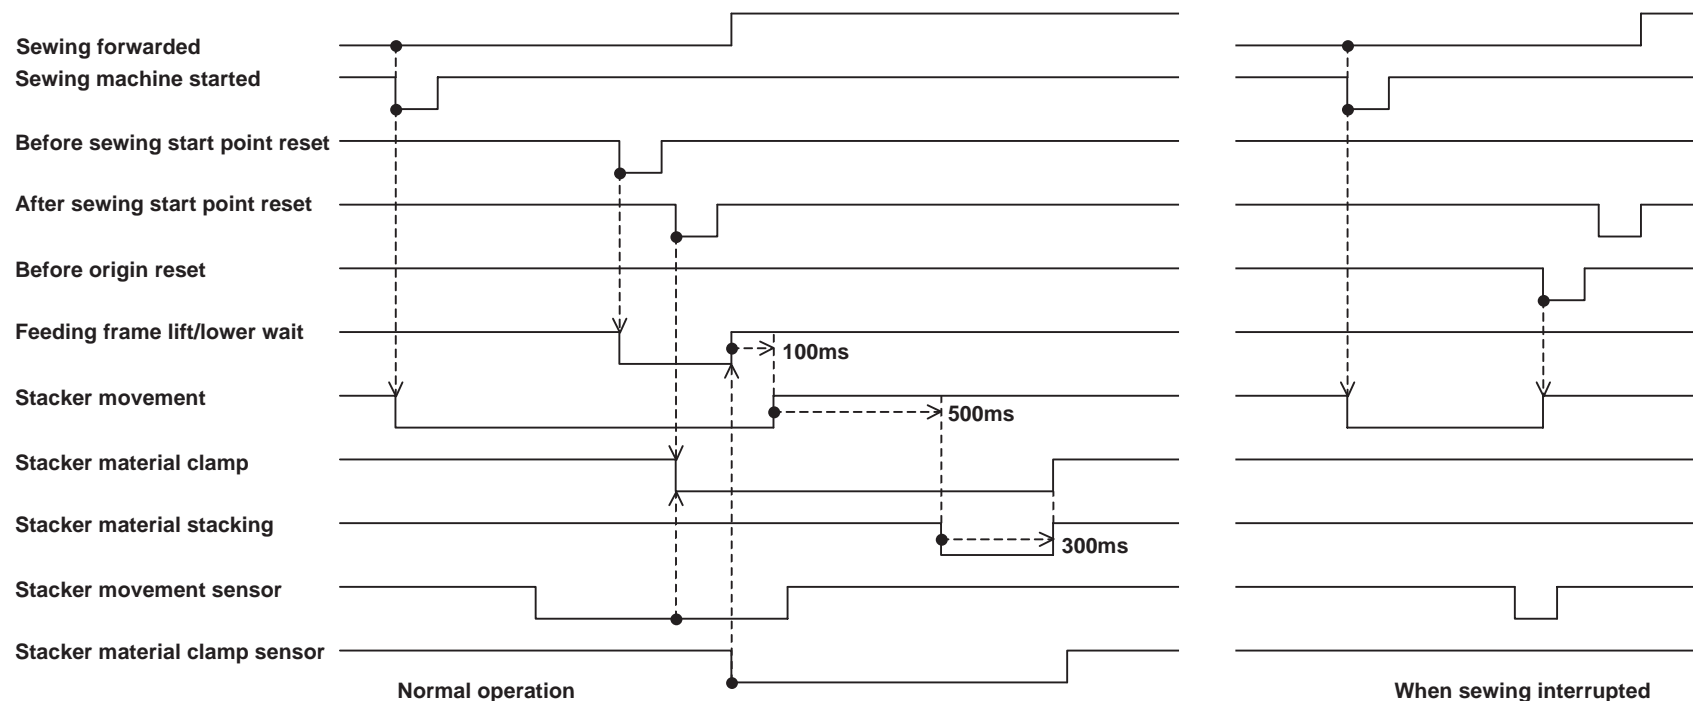 Sewing forwarded
Sewing machine started
Before sewing start point reset
After sewing start point reset
Before origin reset
Feeding frame lift/lower wait
100ms
Stacker movement
500ms
Stacker material clamp
Stacker material stacking
300ms
Stacker movement sensor
Stacker material clamp sensor
Normal operation
When sewing interrupted